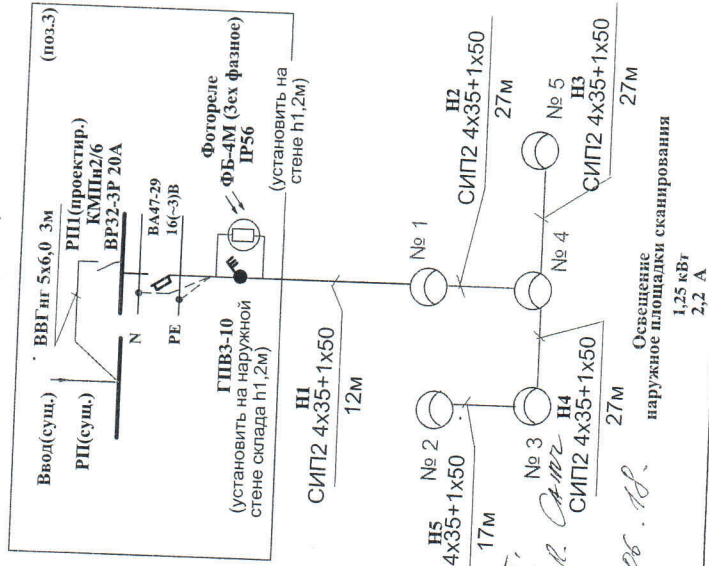 (поз.3)
Ввод(сущ.)
ВВГнг 5х6,0 3м
РП(сущ.)
РП1(проектир.)
КМПн2/6
ВР32-3Р 20А
N
ВА47-29
16(~3)В
PE
Фотореле
ФБ-4М (3ех фазное)
IP56
(установить на
стене h1,2м)
ГПВ3-10
(установить на наружной
стене склада h1,2м)
Н1
СИП2 4х35+1х50
12м
№ 1
Н2
СИП2 4х35+1х50
27м
№ 2
Н5
4х35+1х50
17м
№ 3
№ 4
№ 5
Н3
СИП2 4х35+1х50
27м
Н4
СИП2 4х35+1х50
27м
06.18.
Освещение
наружное площадки сканирования
1,25 кВт
2,2 А